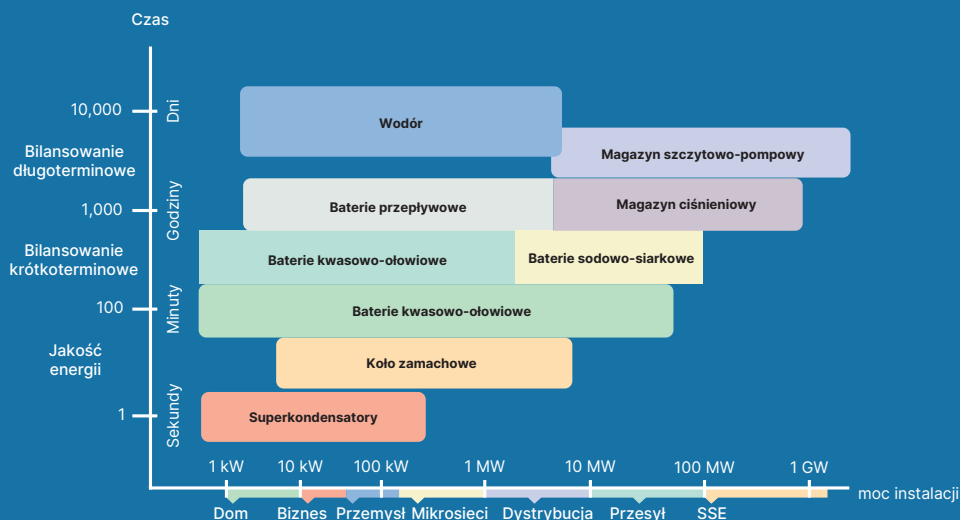 Czas
10,000
Dni
Wodór
Bilansowanie
długoterminowe
Magazyn szczytowo-pompowy
1,000
Godziny
Baterie przepływowe
Magazyn ciśnieniowy
Bilansowanie
krótkoterminowe
Baterie kwasowo-ołowiowe
Baterie sodowo-siarkowe
100
Minuty
Baterie kwasowo-ołowiowe
Jakość
energii
Koło zamachowe
1
Sekundy
Superkondensatory
1 kW 10 kW 100 kW 1 MW 10 MW 100 MW 1 GW
moc instalacji
Dom Biznes Przemysł Mikrosieci Dystrybucja Przesył SSE